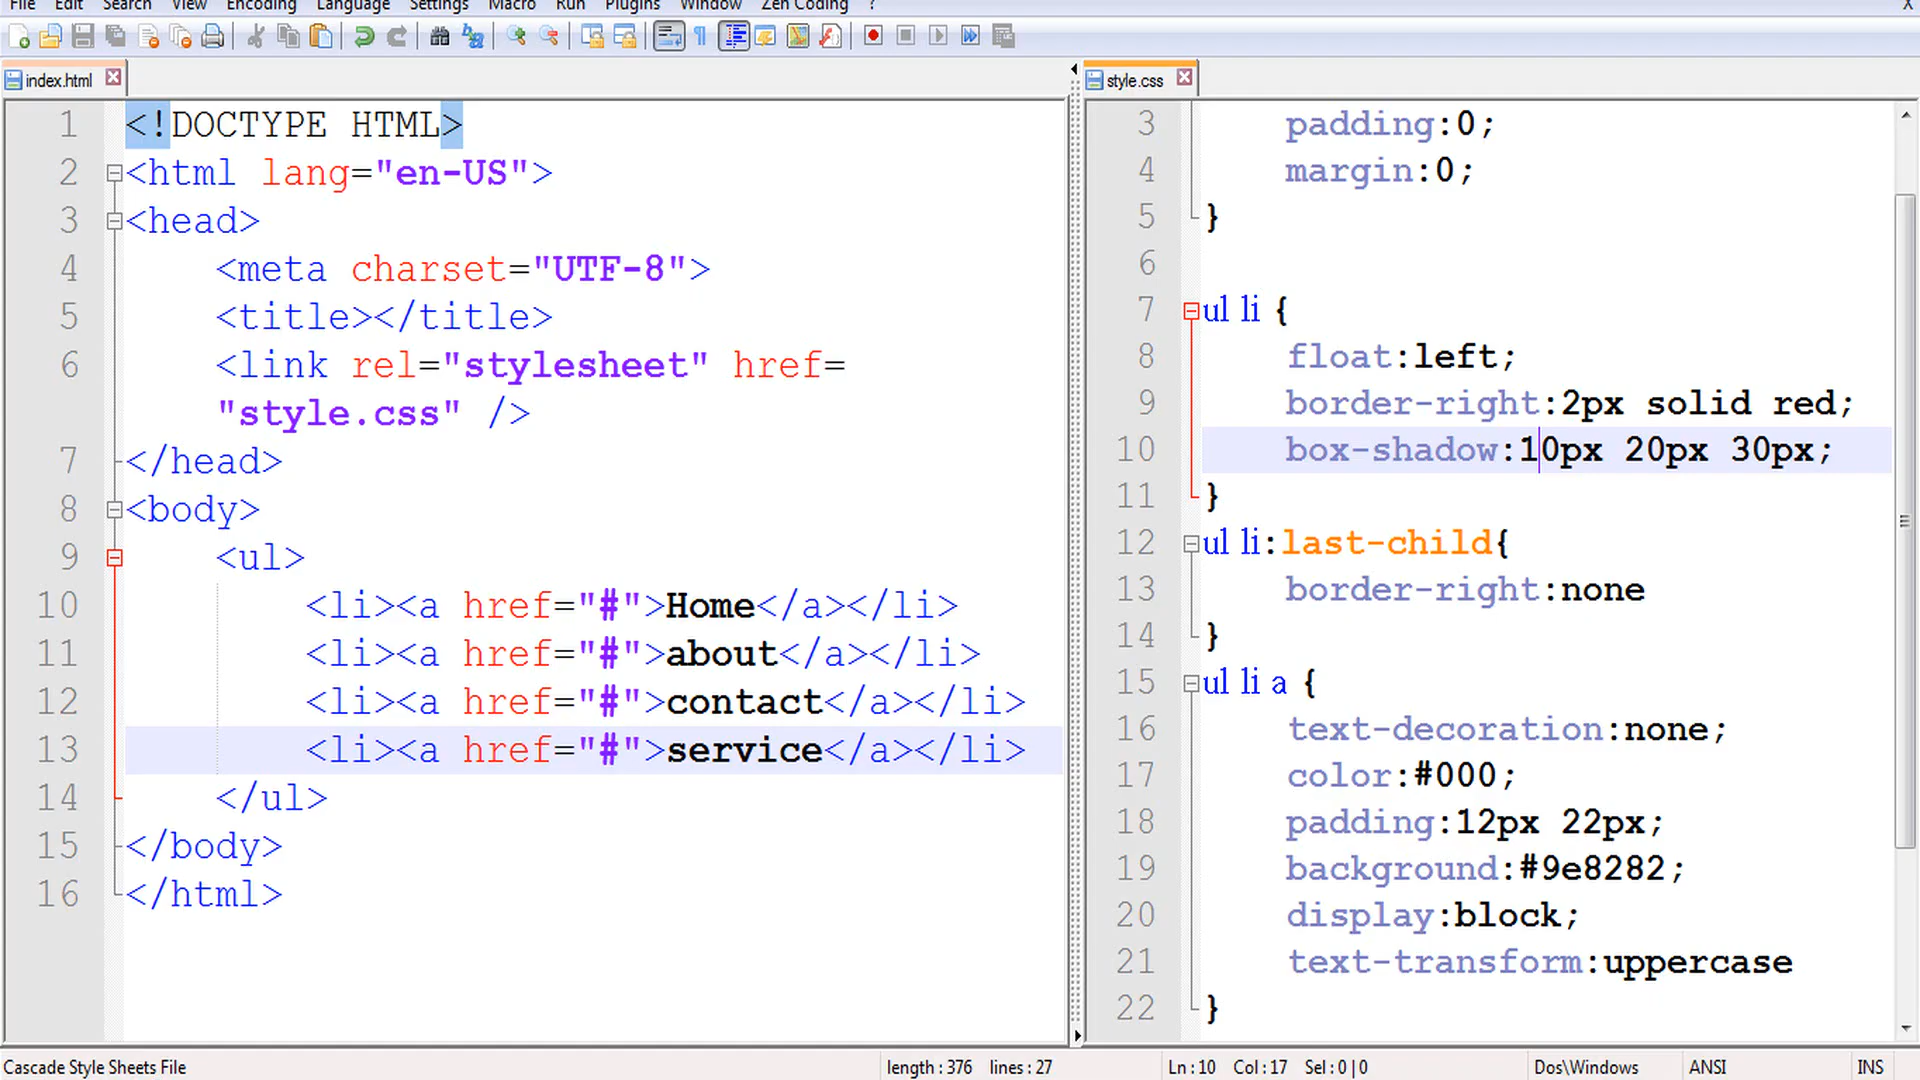 File Edit Search View Encoding Language Settings Macro Run Plugins Window Zen Coding ? X
index.html
1 <!DOCTYPE HTML>
2 <html lang="en-US">
3 <head>
4 <meta charset="UTF-8">
5 <title></title>
6 <link rel="stylesheet" href=
"style.css" />
7 </head>
8 <body>
9 <ul>
10 <li><a href="#">Home</a></li>
11 <li><a href="#">about</a></li>
12 <li><a href="#">contact</a></li>
13 <li><a href="#">service</a></li>
14 </ul>
15 </body>
16 </html>
style.css
3 padding:0;
4 margin:0;
5 }
6
7 ul li {
8 float:left;
9 border-right:2px solid red;
10 box-shadow:10px 20px 30px;
11 }
12 ul li:last-child{
13 border-right:none
14 }
15 ul li a {
16 text-decoration:none;
17 color:#000;
18 padding:12px 22px;
19 background:#9e8282;
20 display:block;
21 text-transform:uppercase
22 }
Cascade Style Sheets File length : 376 lines : 27 Ln : 10 Col : 17 Sel : 0 | 0 Dos\Windows ANSI INS